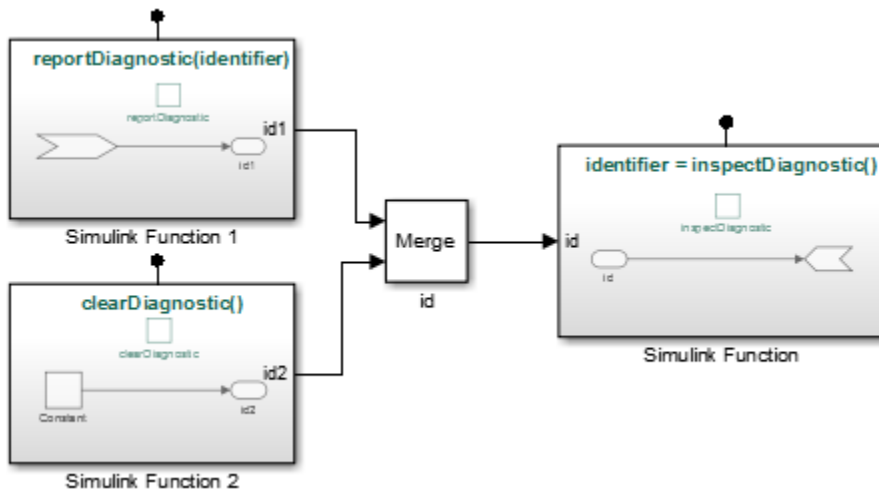 reportDiagnostic(identifier)
reportDiagnostic
id1
id1
Simulink Function 1
clearDiagnostic()
clearDiagnostic
id2
id2
Constant
Simulink Function 2
Merge
id
identifier = inspectDiagnostic()
inspectDiagnostic
id
id
Simulink Function